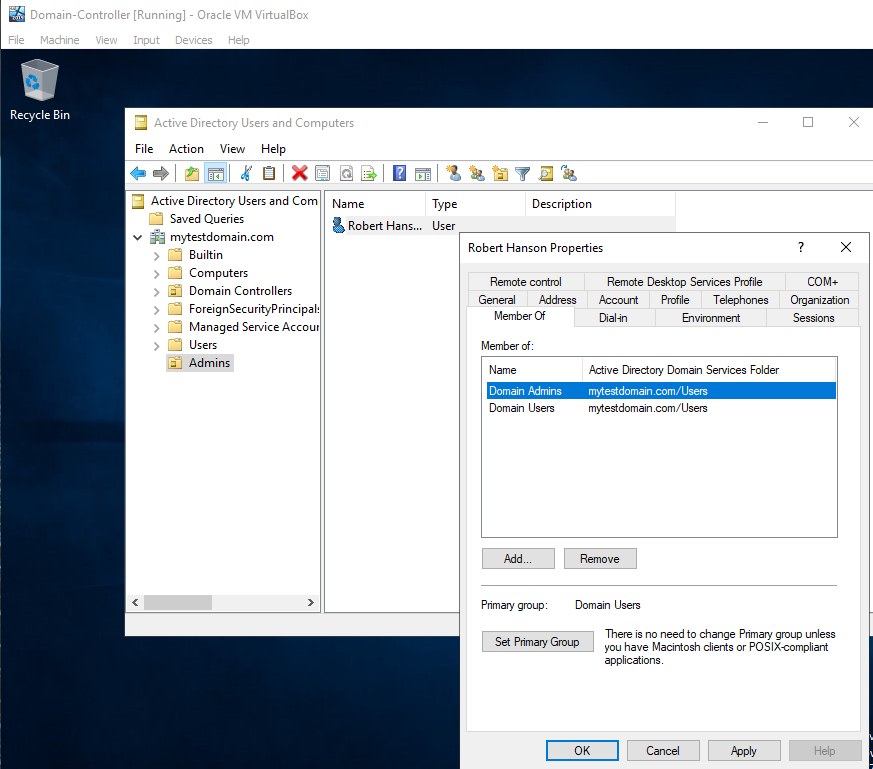 Domain-Controller [Running] - Oracle VM VirtualBox
File Machine View Input Devices Help
Recycle Bin
Active Directory Users and Computers
File Action View Help
Active Directory Users and Com
Saved Queries
mytestdomain.com
Builtin
Computers
Domain Controllers
ForeignSecurityPrincipals
Managed Service Accour
Users
Admins
Name Type Description
Robert Hans... User
Robert Hanson Properties
Remote control Remote Desktop Services Profile COM+
General Address Account Profile Telephones Organization
Member Of Dial-in Environment Sessions
Member of:
Name Active Directory Domain Services Folder
Domain Admins mytestdomain.com/Users
Domain Users mytestdomain.com/Users
Add... Remove
Primary group: Domain Users
Set Primary Group
There is no need to change Primary group unless
you have Macintosh clients or POSIX-compliant
applications.
OK Cancel Apply Help